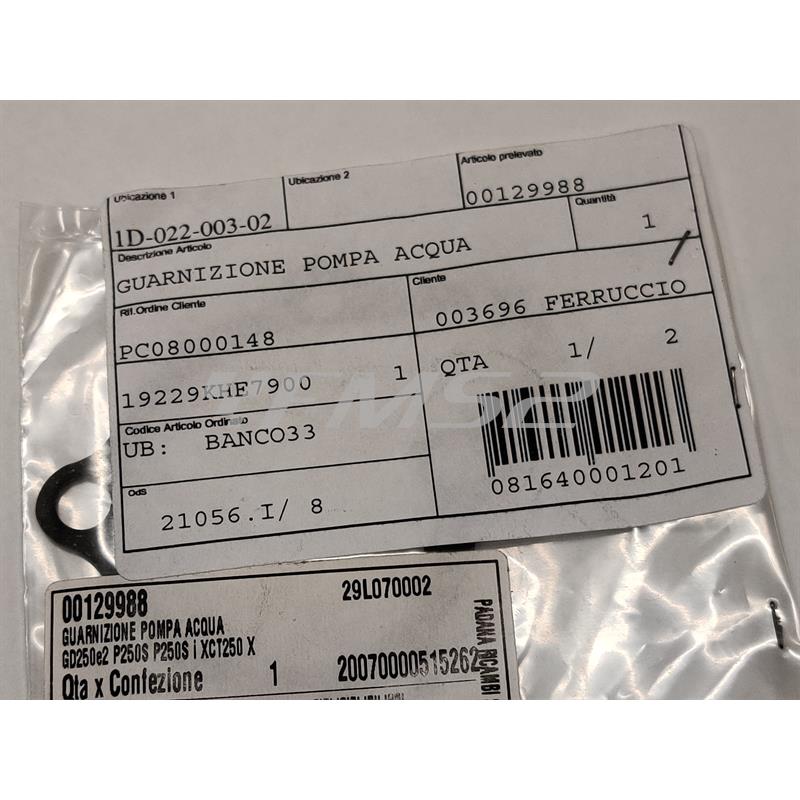 Ubicazione 1
Ubicazione 2
Articolo prelevato
1D-022-003-02
00129988
Descrizione Articolo
Quantità
GUARNIZIONE POMPA ACQUA
1
Rif.Ordine Cliente
Cliente
PC08000148
003696 FERRUCCIO
19229KHE7900 1
QTA 1/ 2
Codice Articolo Ordinato
UB: BANCO33
081640001201
OdS
21056.I/ 8
00129988
29L070002
GUARNIZIONE POMPA ACQUA
GD250e2 P250S P250S i XCT250 X
Qta x Confezione 1 20070000515262
PADANA RICAMBI